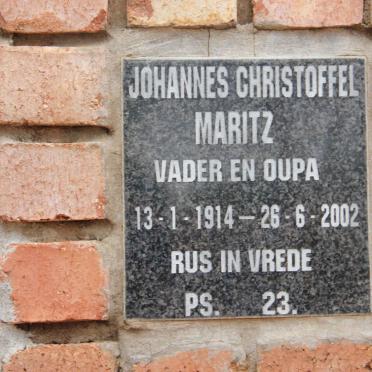 JOHANNES CHRISTOFFEL
MARITZ
VADER EN OUPA
13-1-1914 — 26-6-2002
RUS IN VREDE
PS. 23.